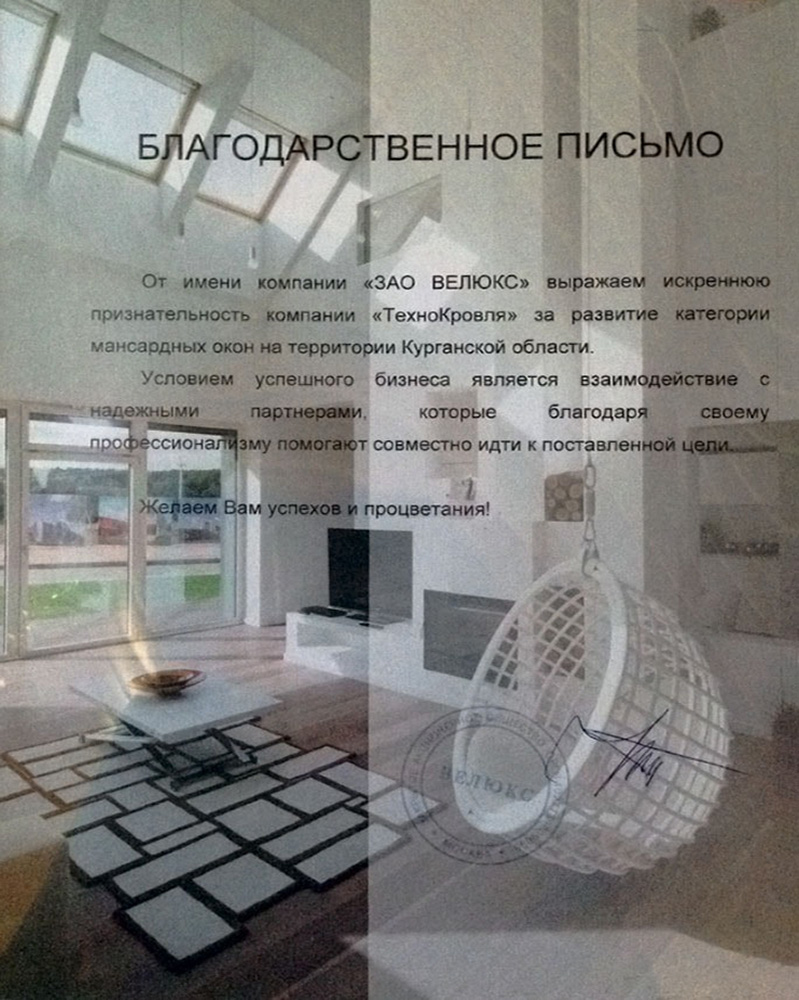 БЛАГОДАРСТВЕННОЕ ПИСЬМО
От имени компании «ЗАО ВЕЛЮКС» выражаем искреннюю
признательность компании «ТехноКровля» за развитие категории
мансардных окон на территории Курганской области.
Условием успешного бизнеса является взаимодействие с
надежными партнерами, которые благодаря своему
профессионализму помогают совместно идти к поставленной цели.
Желаем Вам успехов и процветания!
ВЕЛЮКС
МОСКВА